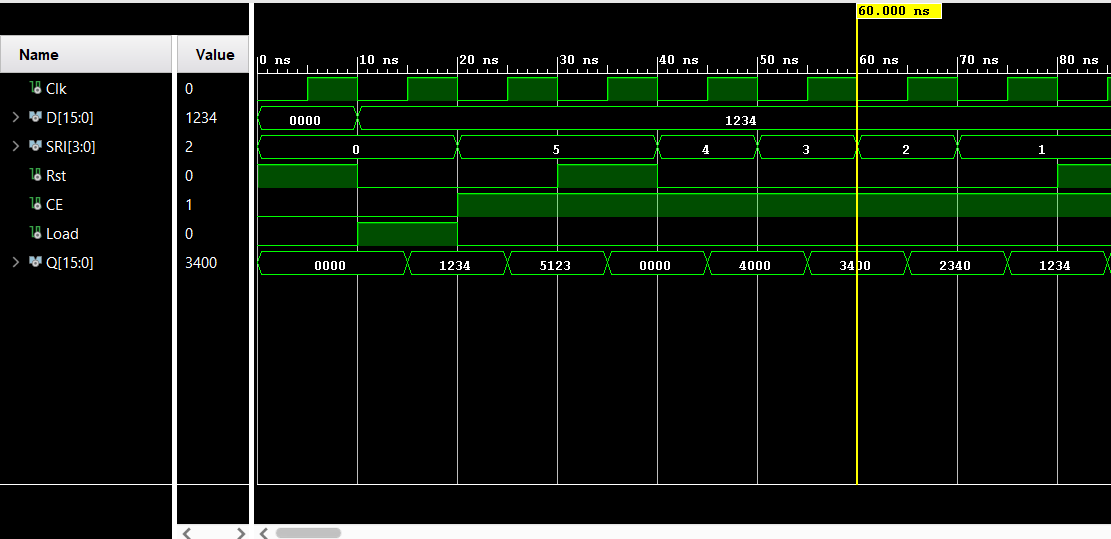 60.000 ns
Name Value
0 ns 10 ns 20 ns 30 ns 40 ns 50 ns 60 ns 70 ns 80 ns
Clk 0
D[15:0] 1234 0000 1234
SRI[3:0] 2 0 5 4 3 2 1
Rst 0
CE 1
Load 0
Q[15:0] 3400 0000 1234 5123 0000 4000 3400 2340 1234